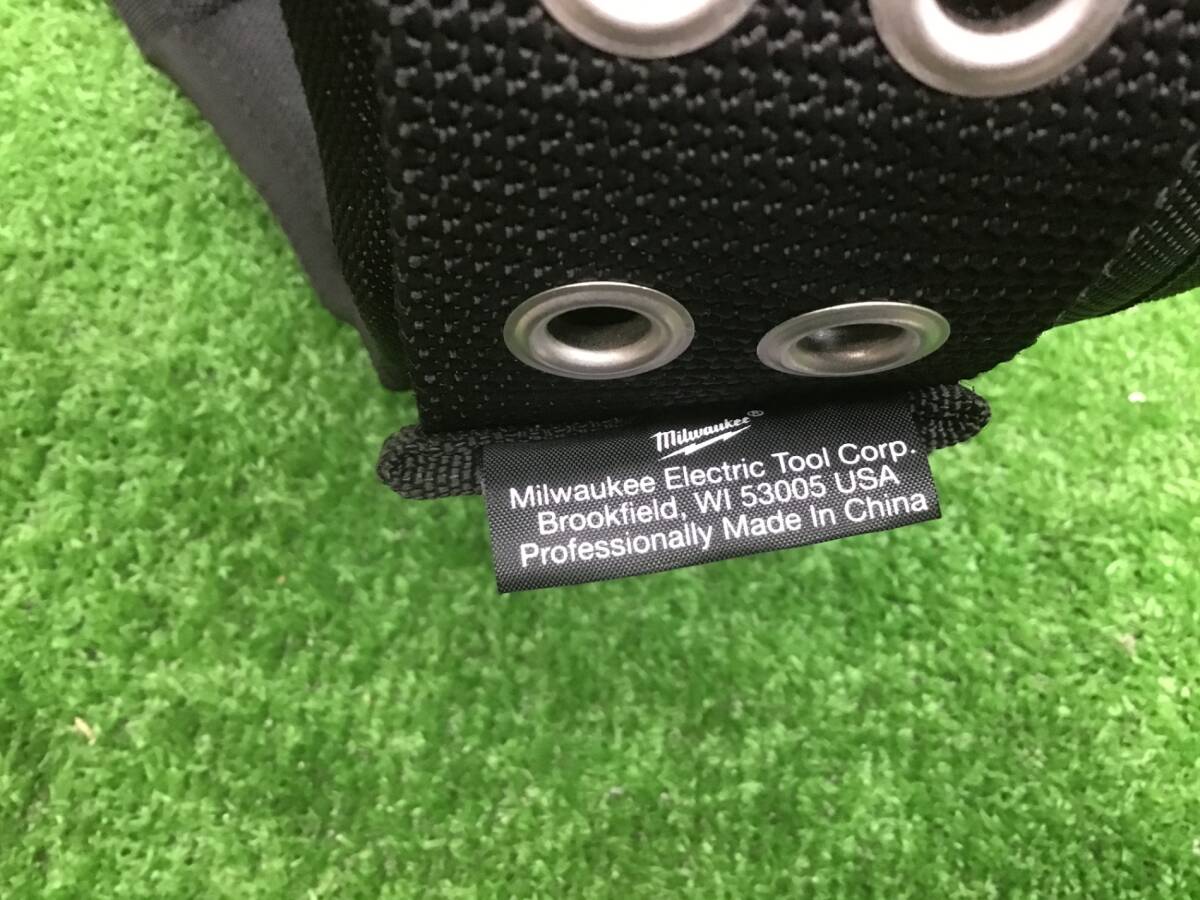 Milwaukee®
Milwaukee Electric Tool Corp.
Brookfield, WI 53005 USA
Professionally Made In China